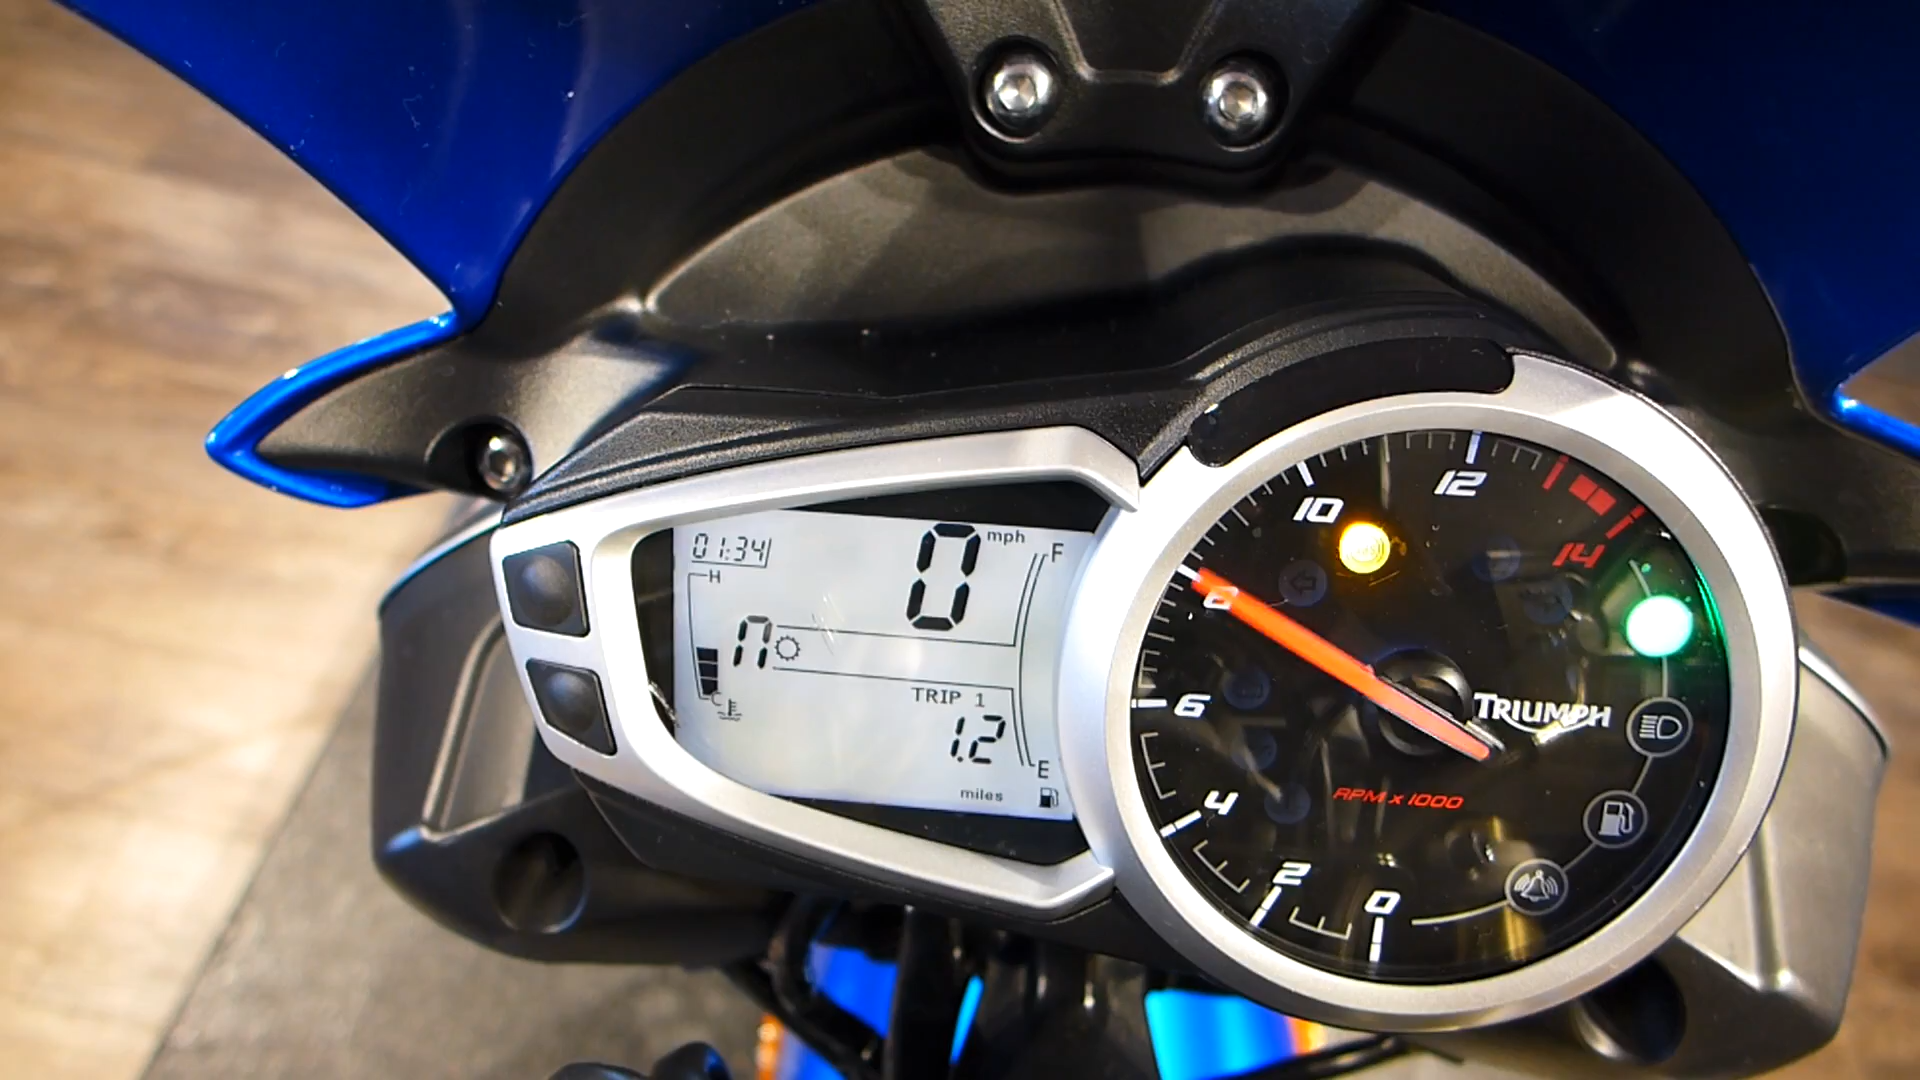 01:34
0 mph
F
H
n
C
TRIP 1
1.2
E
miles
12
10
14
8
6
TRIUMPH
4
RPM x 1000
2
0